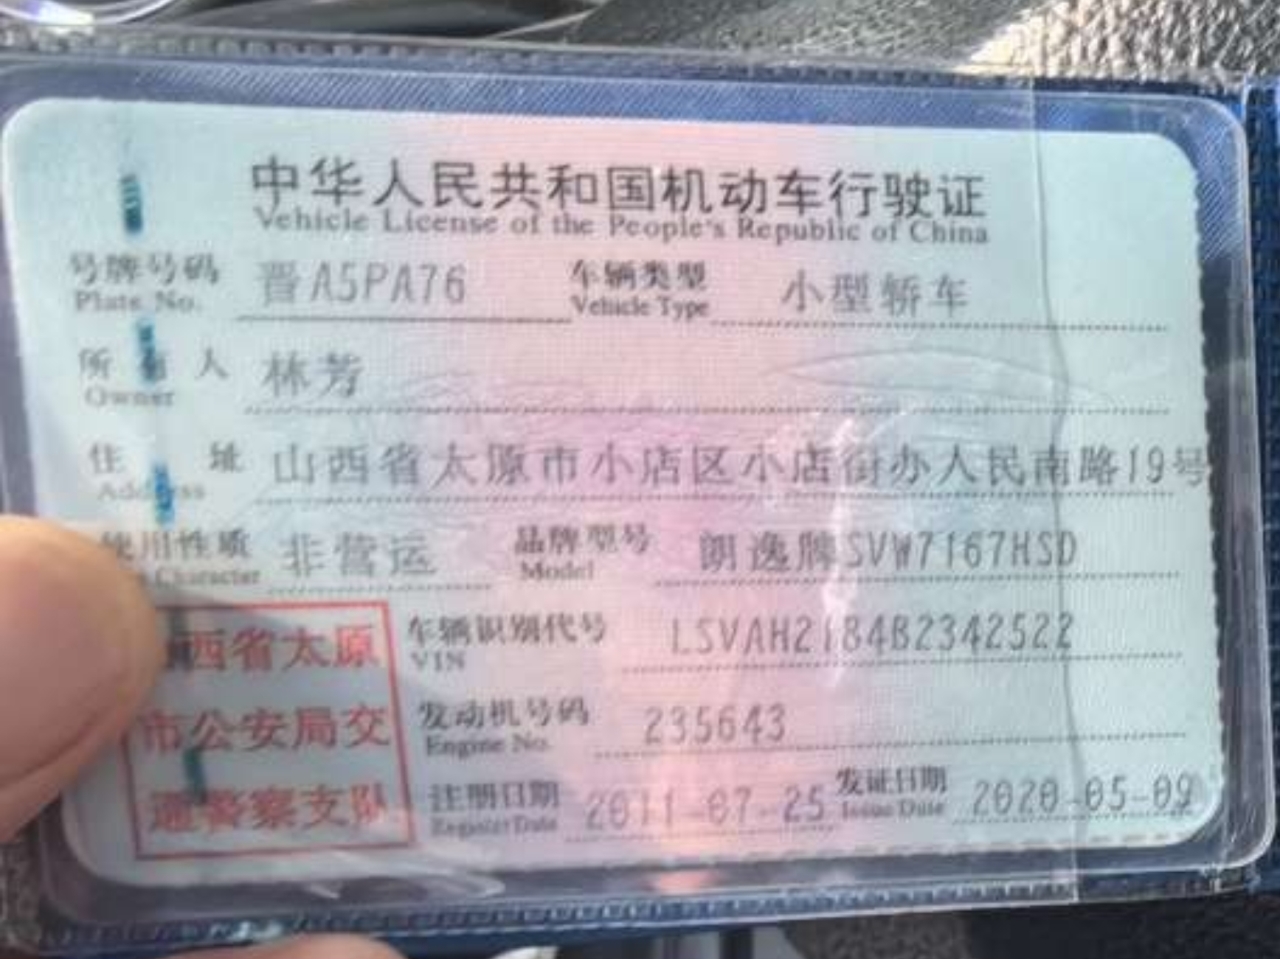 中华人民共和国机动车行驶证
Vehicle License of the People's Republic of China
号牌号码 晋A5PA76 车辆类型 小型轿车
Plate No. Vehicle Type
所有人 林芳
Owner
住址 山西省太原市小店区小店街办人民南路19号
Address
使用性质 非营运 品牌型号 朗逸牌SVW7167HSD
Character Model
西省太原 车辆识别代号 LSVAH2184B2342522
VIN
市公安局交 发动机号码 235643
Engine No.
通警察支队 注册日期 2011-07-25 发证日期 2020-05-09
Register Date Issue Date